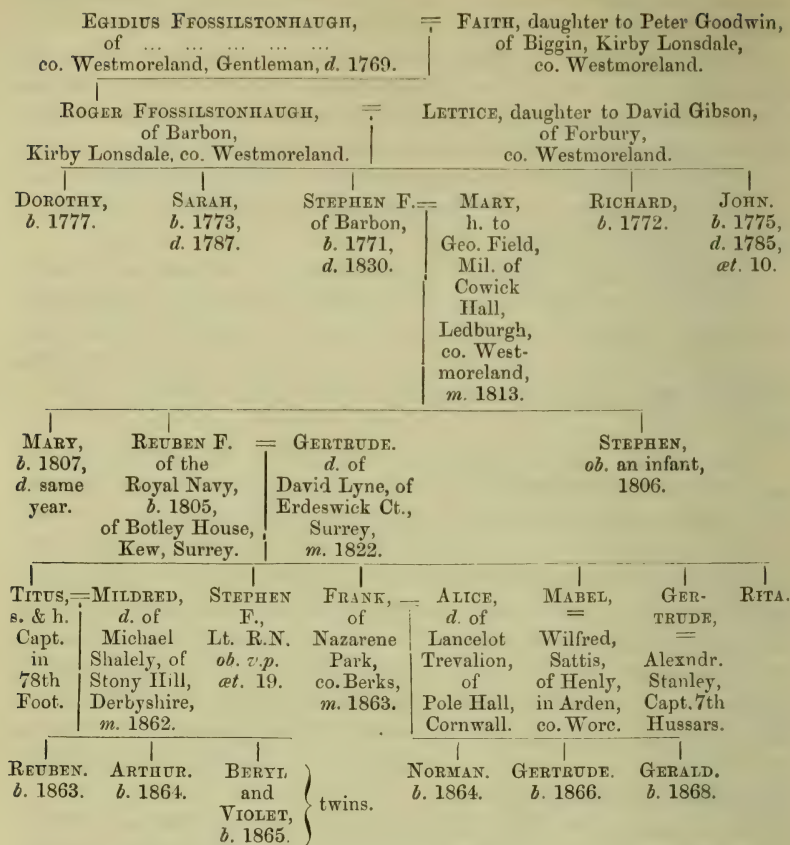 EGIDIUS FFOSSILSTONHAUGH,
of ... ... ... ... ...
co. Westmoreland, Gentleman, d. 1769.
=
FAITH, daughter to Peter Goodwin,
of Biggin, Kirby Lonsdale,
co. Westmoreland.
ROGER FFOSSILSTONHAUGH,
of Barbon,
Kirby Lonsdale, co. Westmoreland.
=
LETTICE, daughter to David Gibson,
of Forbury,
co. Westmoreland.
DOROTHY,
b. 1777.
SARAH,
b. 1773,
d. 1787.
STEPHEN F.
of Barbon,
b. 1771,
d. 1830.
=
MARY,
h. to
Geo. Field,
Mil. of
Cowick
Hall,
Ledburgh,
co. West-
moreland,
m. 1813.
RICHARD,
b. 1772.
JOHN.
b. 1775,
d. 1785,
æt. 10.
MARY,
b. 1807,
d. same
year.
REUBEN F.
of the
Royal Navy,
b. 1805,
of Botley House,
Kew, Surrey.
=
GERTRUDE.
d. of
David Lyne, of
Erdeswick Ct.,
Surrey,
m. 1822.
STEPHEN,
ob. an infant,
1806.
TITUS,
s. & h.
Capt.
in
78th
Foot.
=
MILDRED,
d. of
Michael
Shalely, of
Stony Hill,
Derbyshire,
m. 1862.
STEPHEN
F.,
Lt. R.N.
ob. v.p.
æt. 19.
FRANK,
of
Nazarene
Park,
co. Berks,
m. 1863.
=
ALICE,
d. of
Lancelot
Trevalion,
of
Pole Hall,
Cornwall.
MABEL,
=
Wilfred,
Sattis,
of Henly,
in Arden,
co. Worc.
GER-
TRUDE,
=
Alexndr.
Stanley,
Capt. 7th
Hussars.
RITA.
REUBEN.
b. 1863.
ARTHUR.
b. 1864.
BERYL
and
VIOLET,
b. 1865.
} twins.
NORMAN.
b. 1864.
GERTRUDE.
b. 1866.
GERALD.
b. 1868.